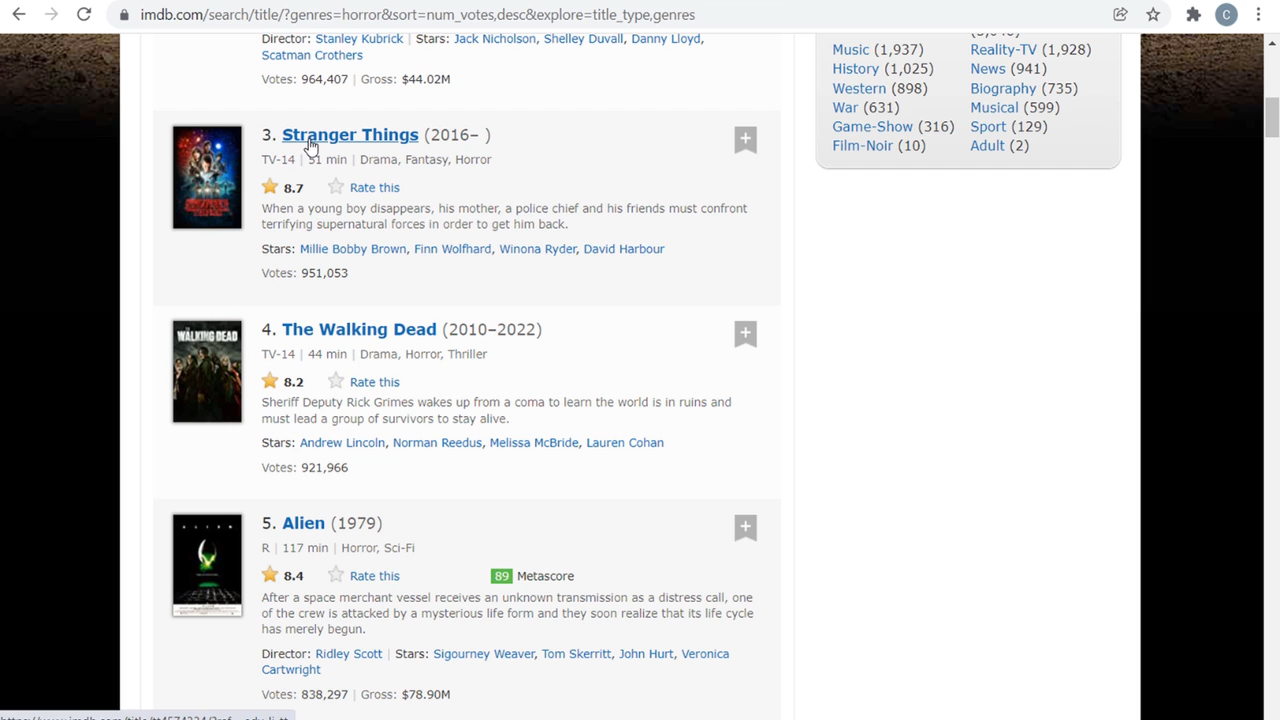 imdb.com/search/title/?genres=horror&sort=num_votes,desc&explore=title_type,genres
C
Director: Stanley Kubrick | Stars: Jack Nicholson, Shelley Duvall, Danny Lloyd,
Scatman Crothers
Votes: 964,407 | Gross: $44.02M
3. Stranger Things (2016– )
TV-14 | 51 min | Drama, Fantasy, Horror
8.7 Rate this
When a young boy disappears, his mother, a police chief and his friends must confront
terrifying supernatural forces in order to get him back.
Stars: Millie Bobby Brown, Finn Wolfhard, Winona Ryder, David Harbour
Votes: 951,053
WALKING DEAD
4. The Walking Dead (2010–2022)
TV-14 | 44 min | Drama, Horror, Thriller
8.2 Rate this
Sheriff Deputy Rick Grimes wakes up from a coma to learn the world is in ruins and
must lead a group of survivors to stay alive.
Stars: Andrew Lincoln, Norman Reedus, Melissa McBride, Lauren Cohan
Votes: 921,966
A L I E N
5. Alien (1979)
R | 117 min | Horror, Sci-Fi
8.4 Rate this 89 Metascore
After a space merchant vessel receives an unknown transmission as a distress call, one
of the crew is attacked by a mysterious life form and they soon realize that its life cycle
has merely begun.
Director: Ridley Scott | Stars: Sigourney Weaver, Tom Skerritt, John Hurt, Veronica
Cartwright
Votes: 838,297 | Gross: $78.90M
Music (1,937) Reality-TV (1,928)
History (1,025) News (941)
Western (898) Biography (735)
War (631) Musical (599)
Game-Show (316) Sport (129)
Film-Noir (10) Adult (2)